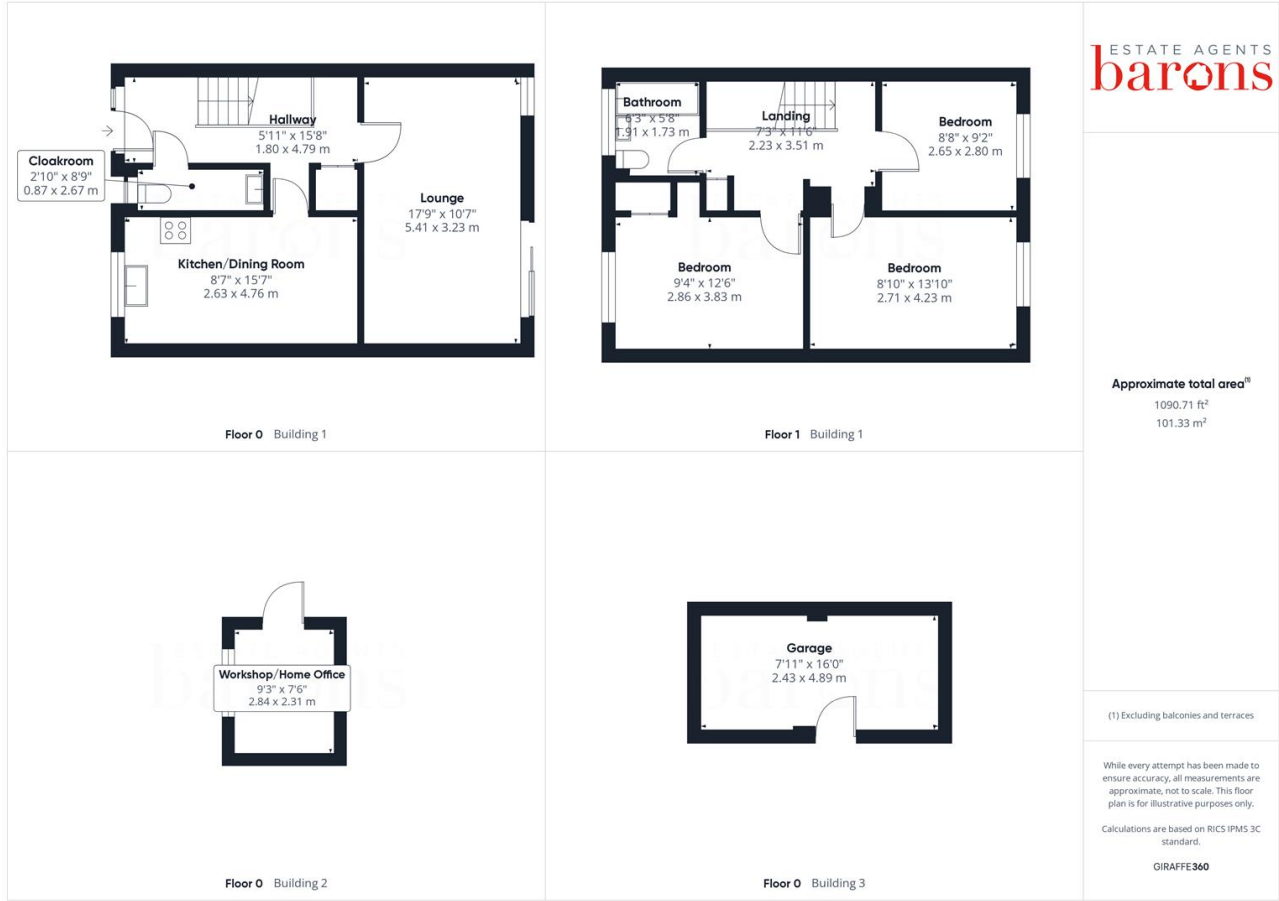 Hallway
5'11" x 15'8"
1.80 x 4.79 m
Cloakroom
2'10" x 8'9"
0.87 x 2.67 m
Lounge
17'9" x 10'7"
5.41 x 3.23 m
Kitchen/Dining Room
8'7" x 15'7"
2.63 x 4.76 m
Floor 0 Building 1
Bathroom
6'3" x 5'8"
1.91 x 1.73 m
Landing
7'3" x 11'6"
2.23 x 3.51 m
Bedroom
8'8" x 9'2"
2.65 x 2.80 m
Bedroom
9'4" x 12'6"
2.86 x 3.83 m
Bedroom
8'10" x 13'10"
2.71 x 4.23 m
Floor 1 Building 1
Workshop/Home Office
9'3" x 7'6"
2.84 x 2.31 m
Floor 0 Building 2
Garage
7'11" x 16'0"
2.43 x 4.89 m
Floor 0 Building 3
ESTATE AGENTS
barons
Approximate total area(1)
1090.71 ft²
101.33 m²
(1) Excluding balconies and terraces
While every attempt has been made to
ensure accuracy, all measurements are
approximate, not to scale. This floor
plan is for illustrative purposes only.
Calculations are based on RICS IPMS 3C
standard.
GIRAFFE360